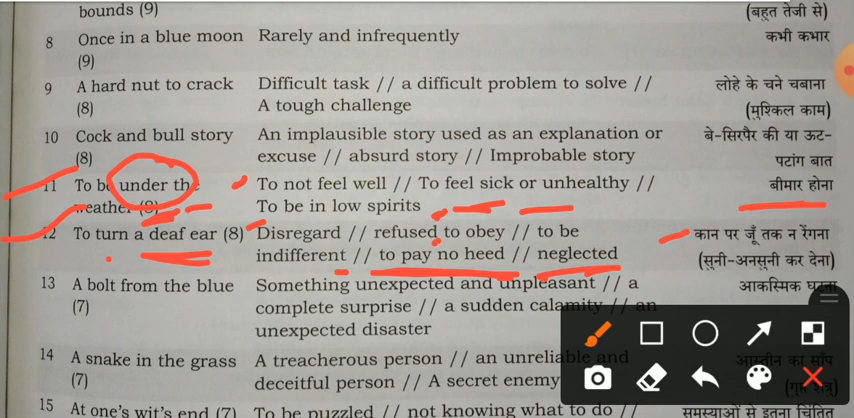 bounds (9) (बहुत तेजी से)
8 Once in a blue moon Rarely and infrequently कभी कभार
(9)
9 A hard nut to crack Difficult task // a difficult problem to solve // लोहे के चने चबाना
(8) A tough challenge (मुश्किल काम)
10 Cock and bull story An implausible story used as an explanation or बे-सिरपैर की या ऊट-
(8) excuse // absurd story // Improbable story पटांग बात
11 To be under the To not feel well // To feel sick or unhealthy // बीमार होना
weather (8) To be in low spirits
12 To turn a deaf ear (8) Disregard // refused to obey // to be कान पर जूँ तक न रेंगना
indifferent // to pay no heed // neglected (सुनी-अनसुनी कर देना)
13 A bolt from the blue Something unexpected and unpleasant // a आकस्मिक घटना
(7) complete surprise // a sudden calamity // an
unexpected disaster
14 A snake in the grass A treacherous person // an unreliable and आस्तीन का साँप
(7) deceitful person // A secret enemy (गुप्त शत्रु)
15 At one's wit's end (7) To be puzzled // not knowing what to do // समस्याओं से इतना चिंतित